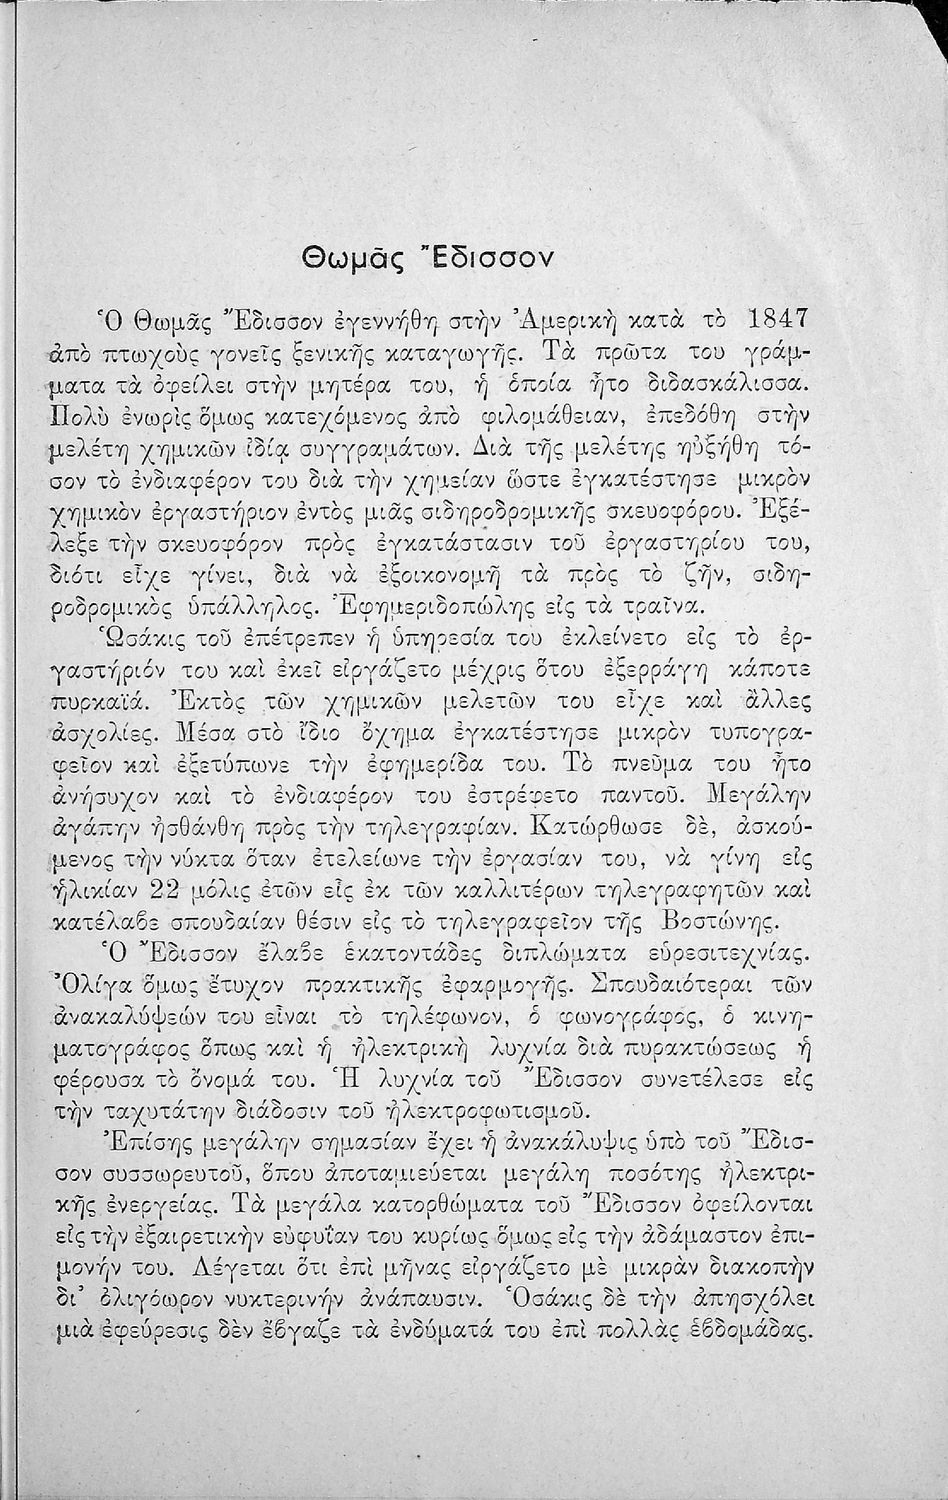 Θωμᾶς Ἔδισσον
Ὁ Θωμᾶς Ἔδισσον ἐγεννήθη στὴν Ἀμερικὴ κατὰ τὸ 1847
ἀπὸ πτωχοὺς γονεῖς ξενικῆς καταγωγῆς. Τὰ πρῶτα του γράμ-
ματα τὰ ὀφείλει στὴν μητέρα του, ἡ ὁποία ἦτο διδασκάλισσα.
Πολὺ ἐνωρὶς ὅμως κατεχόμενος ἀπὸ φιλομάθειαν, ἐπεδόθη στὴν
μελέτη χημικῶν ἰδίᾳ συγγραμάτων. Διὰ τῆς μελέτης ηὐξήθη τό-
σον τὸ ἐνδιαφέρον του διὰ τὴν χημείαν ὥστε ἐγκατέστησε μικρὸν
χημικὸν ἐργαστήριον ἐντὸς μιᾶς σιδηροδρομικῆς σκευοφόρου. Ἐξέ-
λεξε τὴν σκευοφόρον πρὸς ἐγκατάστασιν τοῦ ἐργαστηρίου του,
διότι εἶχε γίνει, διὰ νὰ ἐξοικονομῇ τὰ πρὸς τὸ ζῆν, σιδη-
ροδρομικὸς ὑπάλληλος. Ἐφημεριδοπώλης εἰς τὰ τραῖνα.
Ὡσάκις τοῦ ἐπέτρεπεν ἡ ὑπηρεσία του ἐκλείνετο εἰς τὸ ἐρ-
γαστήριόν του καὶ ἐκεῖ εἰργάζετο μέχρις ὅτου ἐξερράγη κάποτε
πυρκαϊά. Ἐκτὸς τῶν χημικῶν μελετῶν του εἶχε καὶ ἄλλες
ἀσχολίες. Μέσα στὸ ἴδιο ὄχημα ἐγκατέστησε μικρὸν τυπογρα-
φεῖον καὶ ἐξετύπωνε τὴν ἐφημερίδα του. Τὸ πνεῦμα του ἦτο
ἀνήσυχον καὶ τὸ ἐνδιαφέρον του ἐστρέφετο παντοῦ. Μεγάλην
ἀγάπην ἠσθάνθη πρὸς τὴν τηλεγραφίαν. Κατώρθωσε δὲ, ἀσκού-
μενος τὴν νύκτα ὅταν ἐτελείωνε τὴν ἐργασίαν του, νὰ γίνη εἰς
ἡλικίαν 22 μόλις ἐτῶν εἷς ἐκ τῶν καλλιτέρων τηλεγραφητῶν καὶ
κατέλαβε σπουδαίαν θέσιν εἰς τὸ τηλεγραφεῖον τῆς Βοστώνης.
Ὁ Ἔδισσον ἔλαβε ἑκατοντάδες διπλώματα εὑρεσιτεχνίας.
Ὀλίγα ὅμως ἔτυχον πρακτικῆς ἐφαρμογῆς. Σπουδαιότεραι τῶν
ἀνακαλύψεών του εἶναι τὸ τηλέφωνον, ὁ φωνογράφος, ὁ κινη-
ματογράφος ὅπως καὶ ἡ ἠλεκτρικὴ λυχνία διὰ πυρακτώσεως ἡ
φέρουσα τὸ ὄνομά του. Ἡ λυχνία τοῦ Ἔδισσον συνετέλεσε εἰς
τὴν ταχυτάτην διάδοσιν τοῦ ἠλεκτροφωτισμοῦ.
Ἐπίσης μεγάλην σημασίαν ἔχει ἡ ἀνακάλυψις ὑπὸ τοῦ Ἔδισ-
σον συσσωρευτοῦ, ὅπου ἀποταμιεύεται μεγάλη ποσότης ἠλεκτρι-
κῆς ἐνεργείας. Τὰ μεγάλα κατορθώματα τοῦ Ἔδισσον ὀφείλονται
εἰς τὴν ἐξαιρετικὴν εὐφυΐαν του κυρίως ὅμως εἰς τὴν ἀδάμαστον ἐπι-
μονήν του. Λέγεται ὅτι ἐπὶ μῆνας εἰργάζετο μὲ μικρὰν διακοπὴν
δι' ὀλιγόωρον νυκτερινήν ἀνάπαυσιν. Ὁσάκις δὲ τὴν ἀπησχόλει
μιὰ ἐφεύρεσις δὲν ἔβγαζε τὰ ἐνδύματά του ἐπὶ πολλὰς ἑβδομάδας.